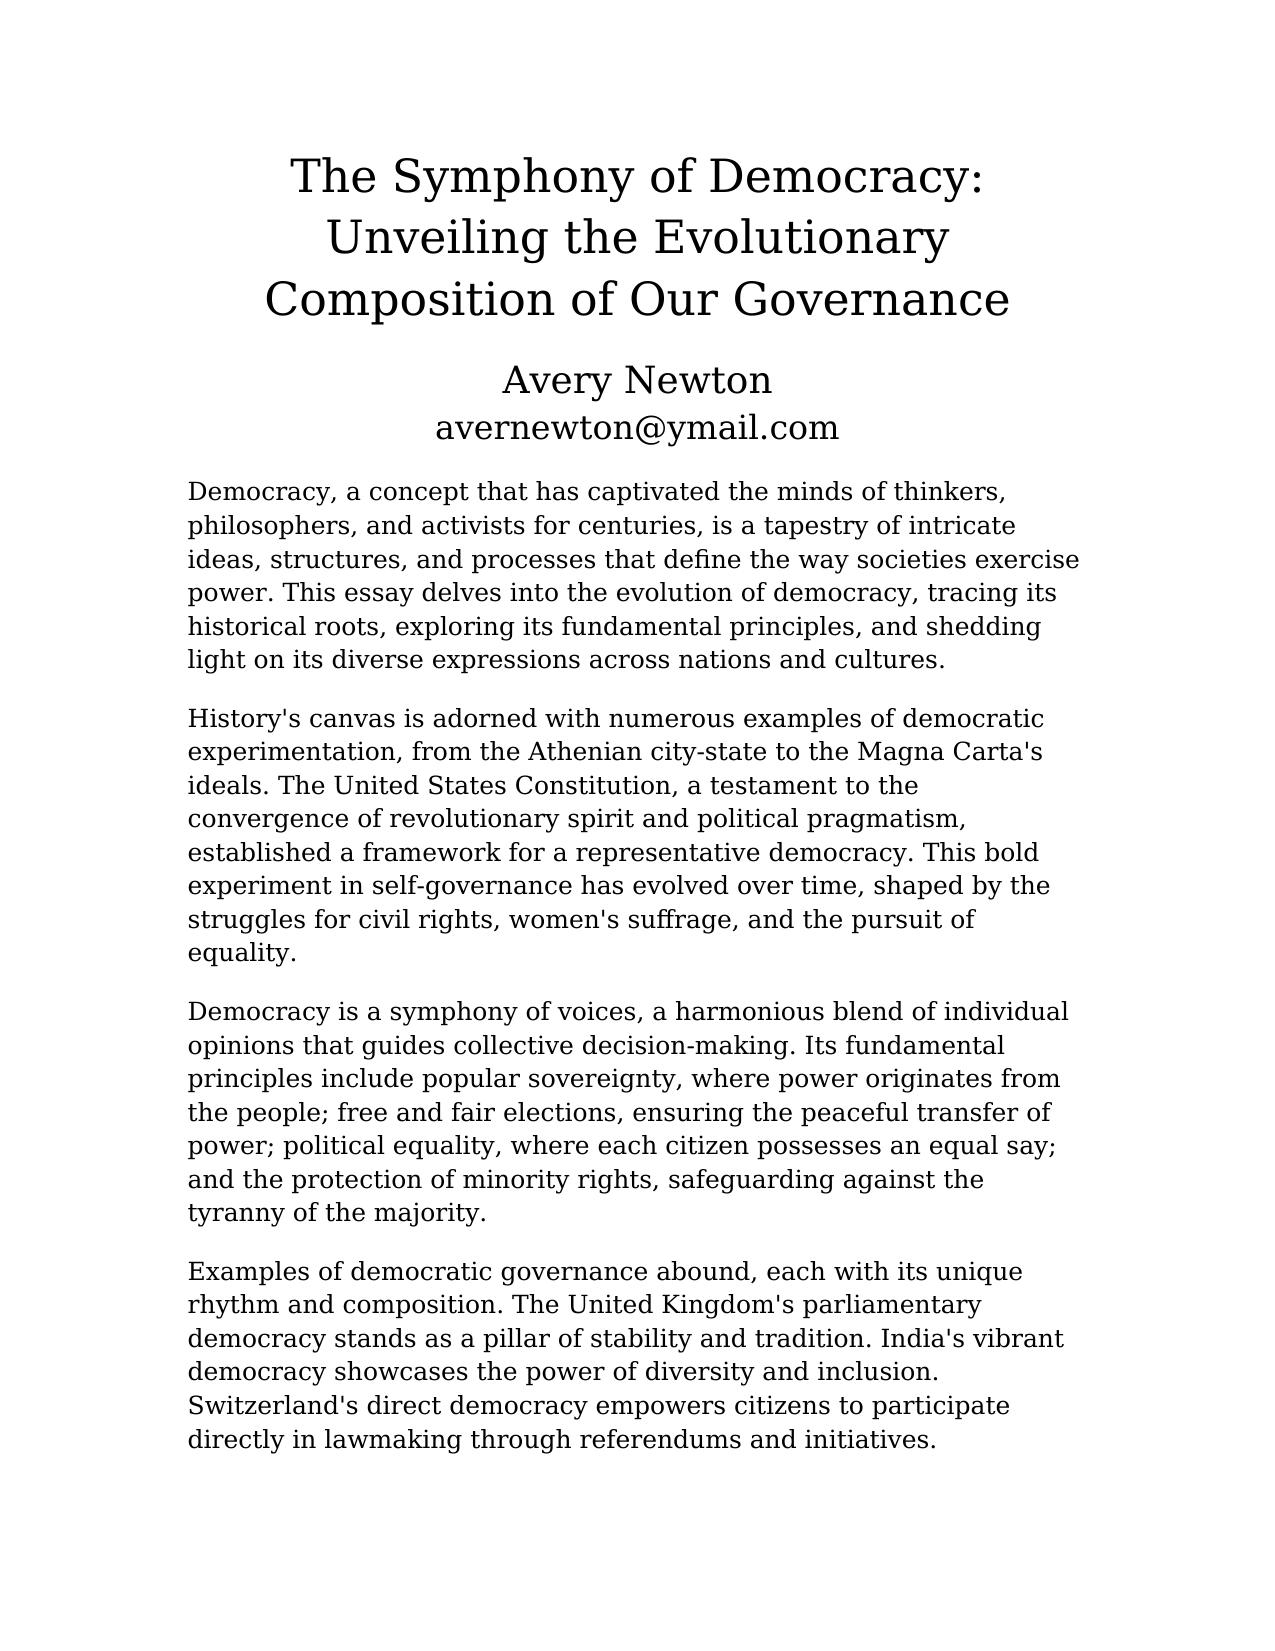 The Symphony of Democracy:
Unveiling the Evolutionary
Composition of Our Governance
Avery Newton
avernewton@ymail.com
Democracy, a concept that has captivated the minds of thinkers,
philosophers, and activists for centuries, is a tapestry of intricate
ideas, structures, and processes that define the way societies exercise
power. This essay delves into the evolution of democracy, tracing its
historical roots, exploring its fundamental principles, and shedding
light on its diverse expressions across nations and cultures.
History's canvas is adorned with numerous examples of democratic
experimentation, from the Athenian city-state to the Magna Carta's
ideals. The United States Constitution, a testament to the
convergence of revolutionary spirit and political pragmatism,
established a framework for a representative democracy. This bold
experiment in self-governance has evolved over time, shaped by the
struggles for civil rights, women's suffrage, and the pursuit of
equality.
Democracy is a symphony of voices, a harmonious blend of individual
opinions that guides collective decision-making. Its fundamental
principles include popular sovereignty, where power originates from
the people; free and fair elections, ensuring the peaceful transfer of
power; political equality, where each citizen possesses an equal say;
and the protection of minority rights, safeguarding against the
tyranny of the majority.
Examples of democratic governance abound, each with its unique
rhythm and composition. The United Kingdom's parliamentary
democracy stands as a pillar of stability and tradition. India's vibrant
democracy showcases the power of diversity and inclusion.
Switzerland's direct democracy empowers citizens to participate
directly in lawmaking through referendums and initiatives.